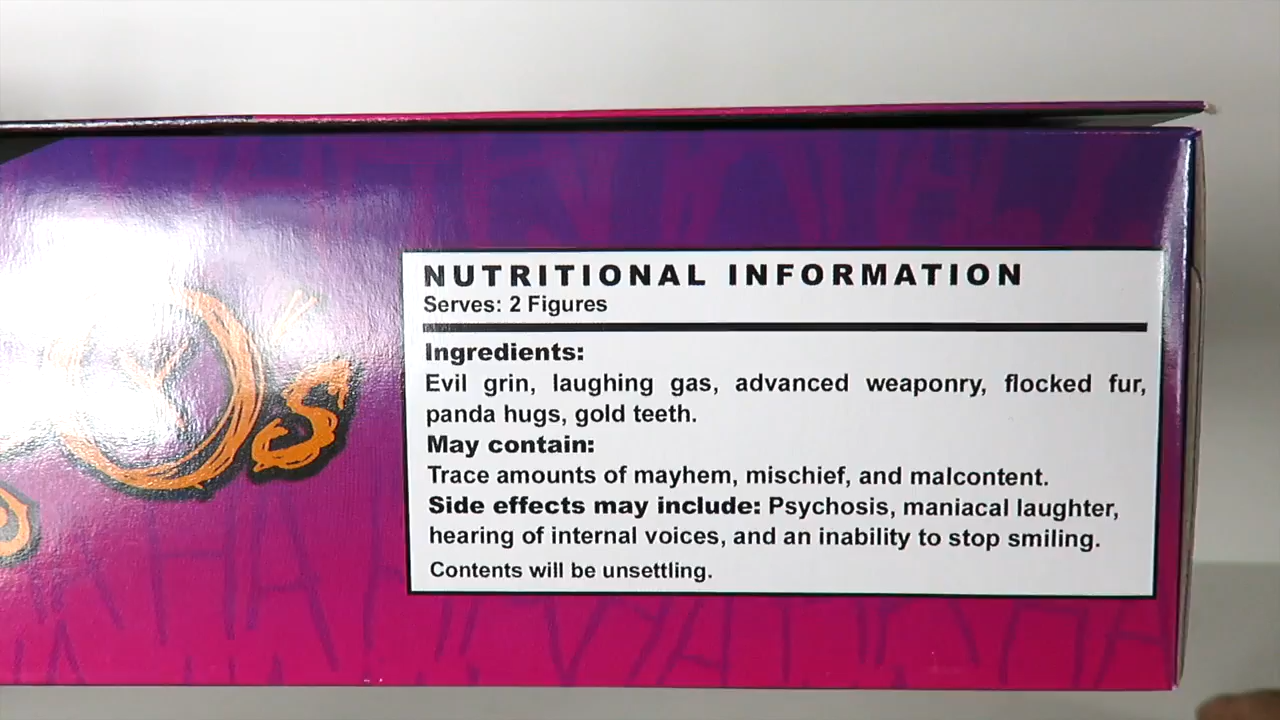 NUTRITIONAL INFORMATION
Serves: 2 Figures
Ingredients:
Evil grin, laughing gas, advanced weaponry, flocked fur,
panda hugs, gold teeth.
May contain:
Trace amounts of mayhem, mischief, and malcontent.
Side effects may include: Psychosis, maniacal laughter,
hearing of internal voices, and an inability to stop smiling.
Contents will be unsettling.